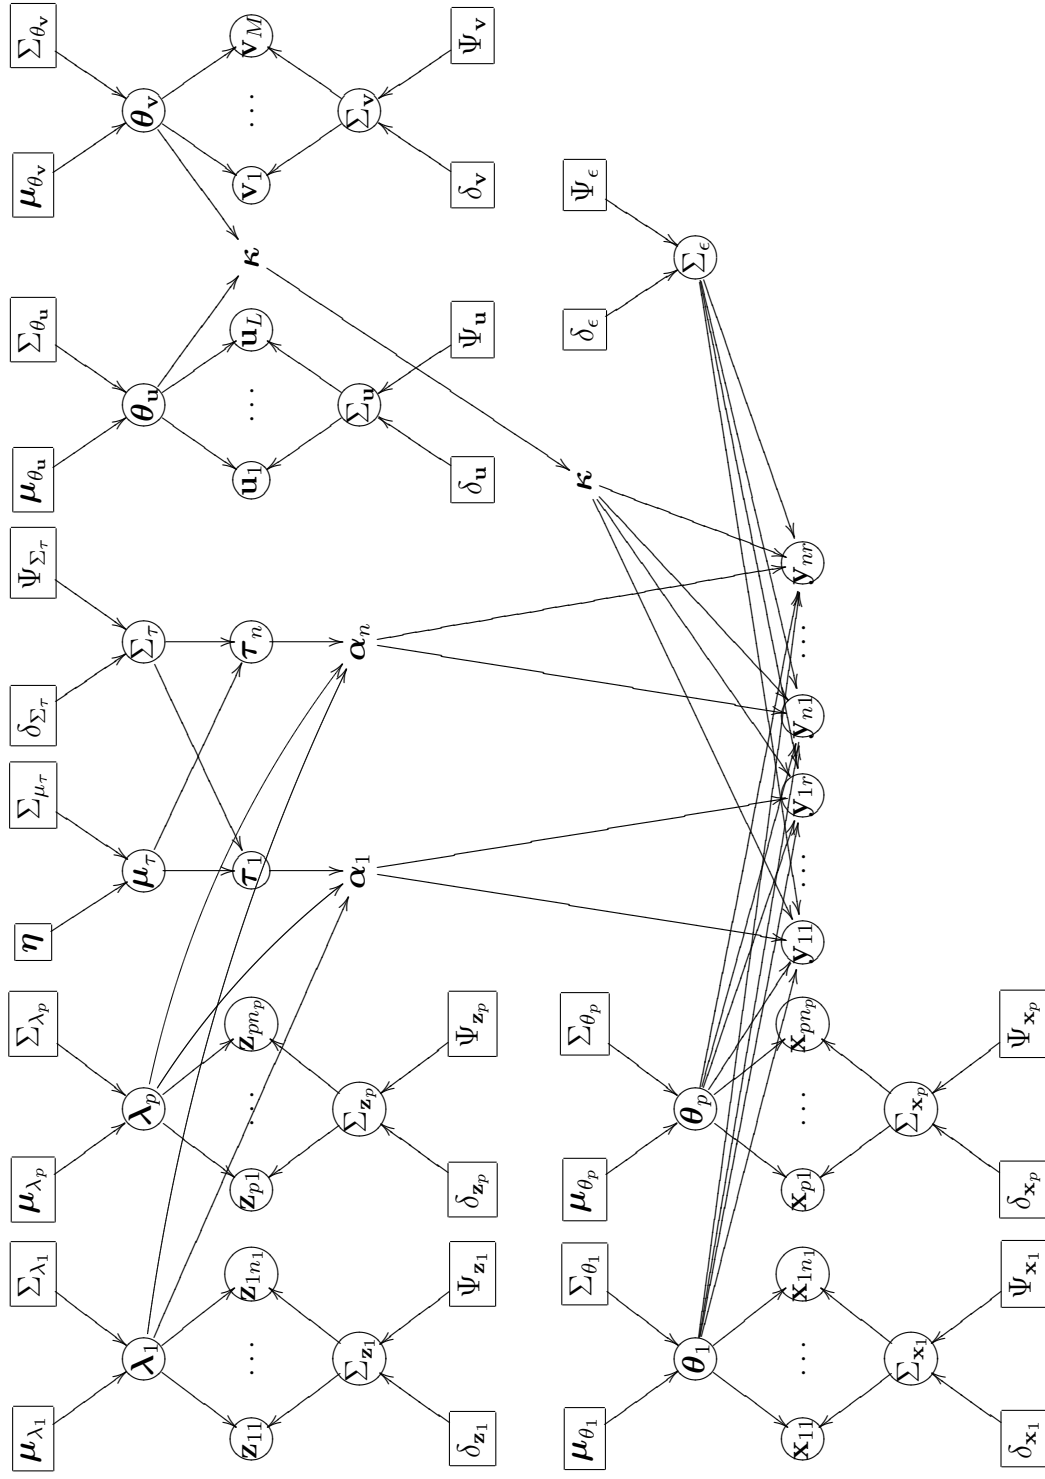 μ_{λ_1} Σ_{λ_1} μ_{λ_p} Σ_{λ_p} η Σ_{μ_τ} δ_{Σ_τ} Ψ_{Σ_τ} μ_{θ_u} Σ_{θ_u} μ_{θ_v} Σ_{θ_v}
λ_1 λ_p μ_τ Σ_τ θ_u θ_v
z_{11} ⋯ z_{1n_1} z_{p1} ⋯ z_{pn_p} τ_1 τ_n u_1 ⋯ u_L κ v_1 ⋯ v_M
Σ_{z_1} Σ_{z_p} α_1 α_n Σ_u Σ_v
δ_{z_1} Ψ_{z_1} δ_{z_p} Ψ_{z_p} δ_u Ψ_u δ_v Ψ_v
μ_{θ_1} Σ_{θ_1} μ_{θ_p} Σ_{θ_p} κ δ_ϵ Ψ_ϵ
θ_1 θ_p Σ_ϵ
x_{11} ⋯ x_{1n_1} x_{p1} ⋯ x_{pn_p} y_{11} ⋯ y_{1r} y_{n1} ⋯ y_{nr}
Σ_{x_1} Σ_{x_p}
δ_{x_1} Ψ_{x_1} δ_{x_p} Ψ_{x_p}